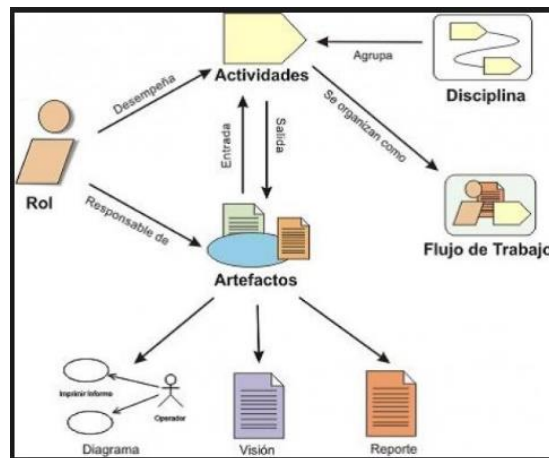 Agrupa
Actividades
Disciplina
Desempeña
Se organizan como
Entrada
Salida
Rol
Responsable de
Flujo de Trabajo
Artefactos
Imprimir Informe
Operador
Diagrama
Visión
Reporte